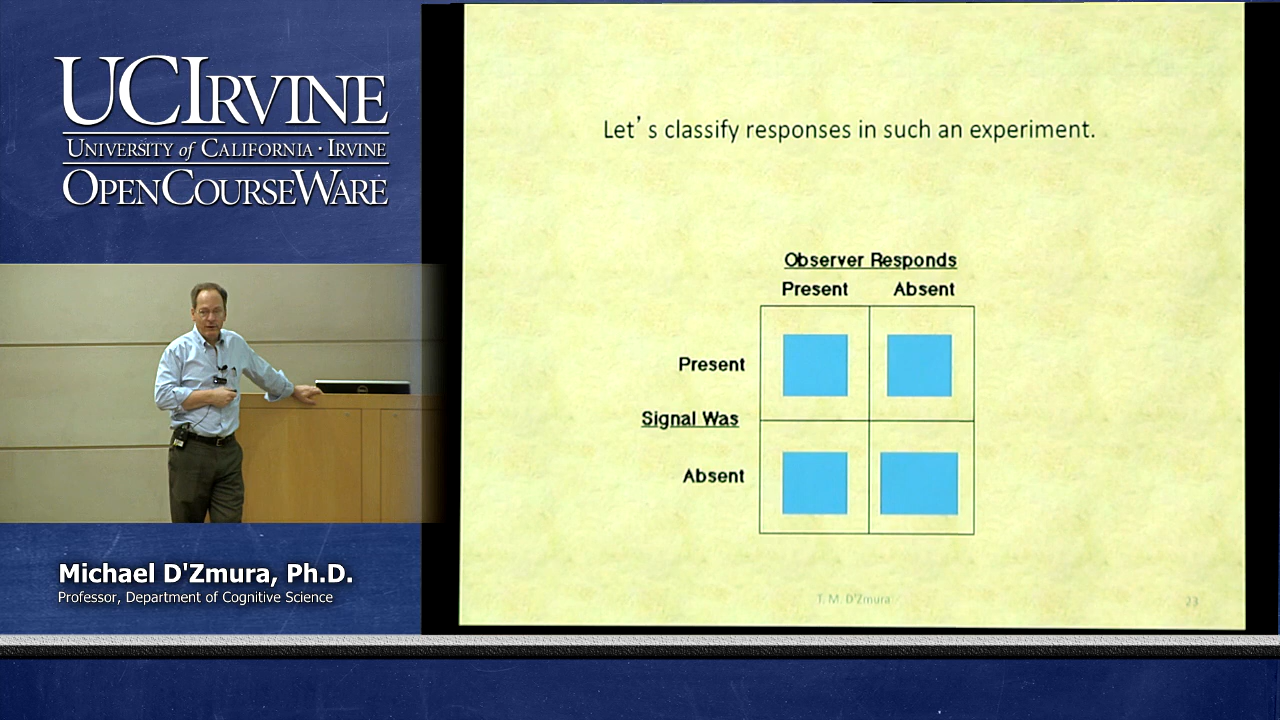 UCIRVINE
UNIVERSITY of CALIFORNIA · IRVINE
OPENCOURSEWARE
Let's classify responses in such an experiment.
Observer Responds
Present Absent
Present
Signal Was
Absent
T. M. D'Zmura
23
Michael D'Zmura, Ph.D.
Professor, Department of Cognitive Science